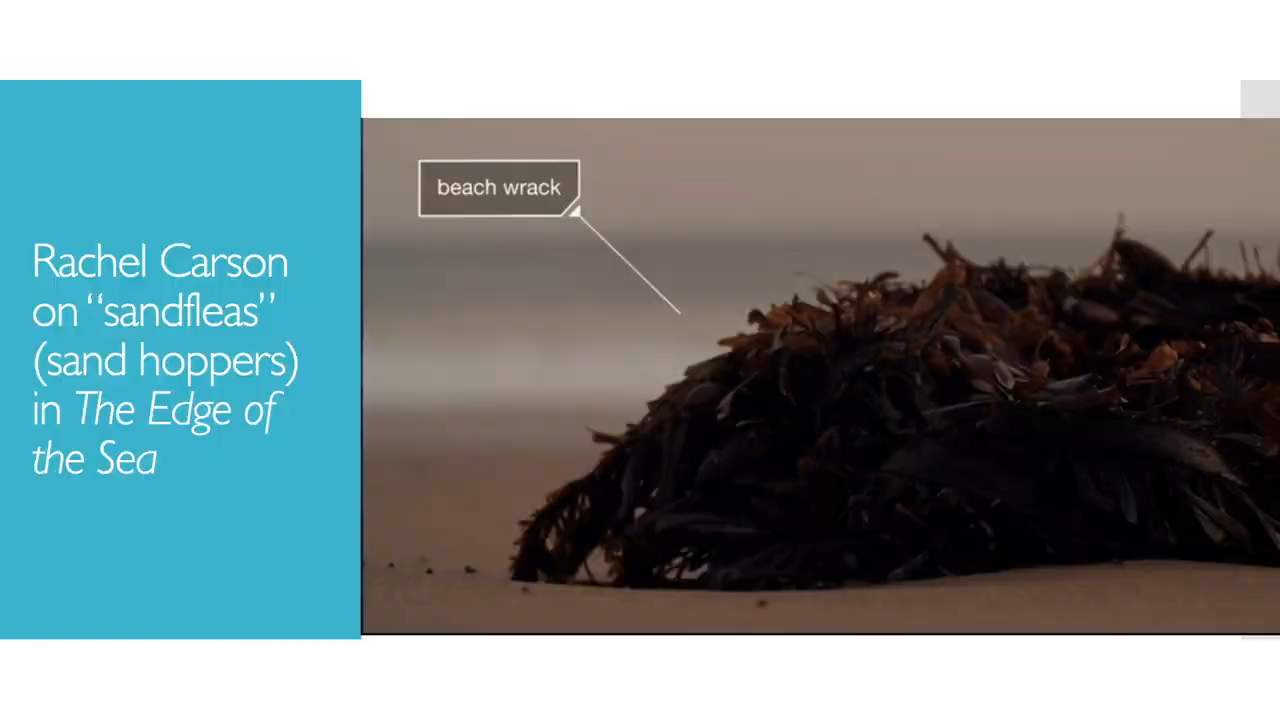 Rachel Carson
on “sandfleas”
(sand hoppers)
in The Edge of
the Sea
beach wrack